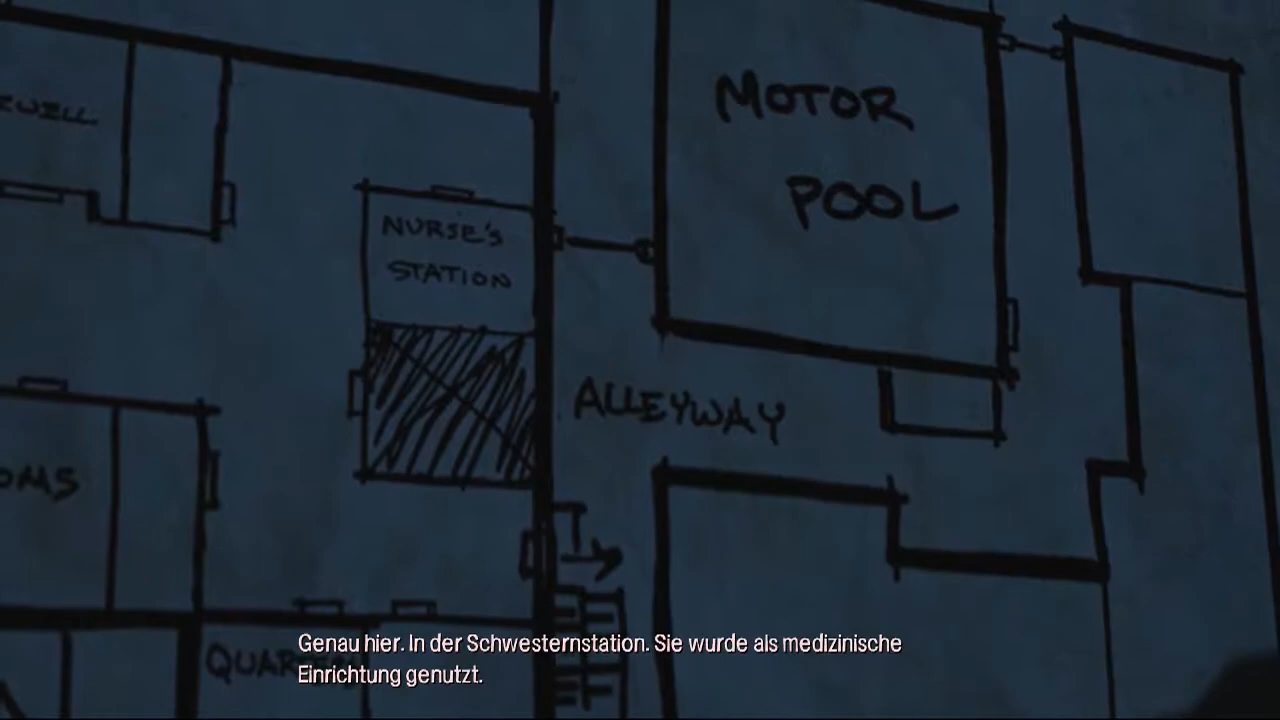 MOTOR
POOL
NURSE'S
STATION
ALLEYWAY
Genau hier. In der Schwesternstation. Sie wurde als medizinische
Einrichtung genutzt.